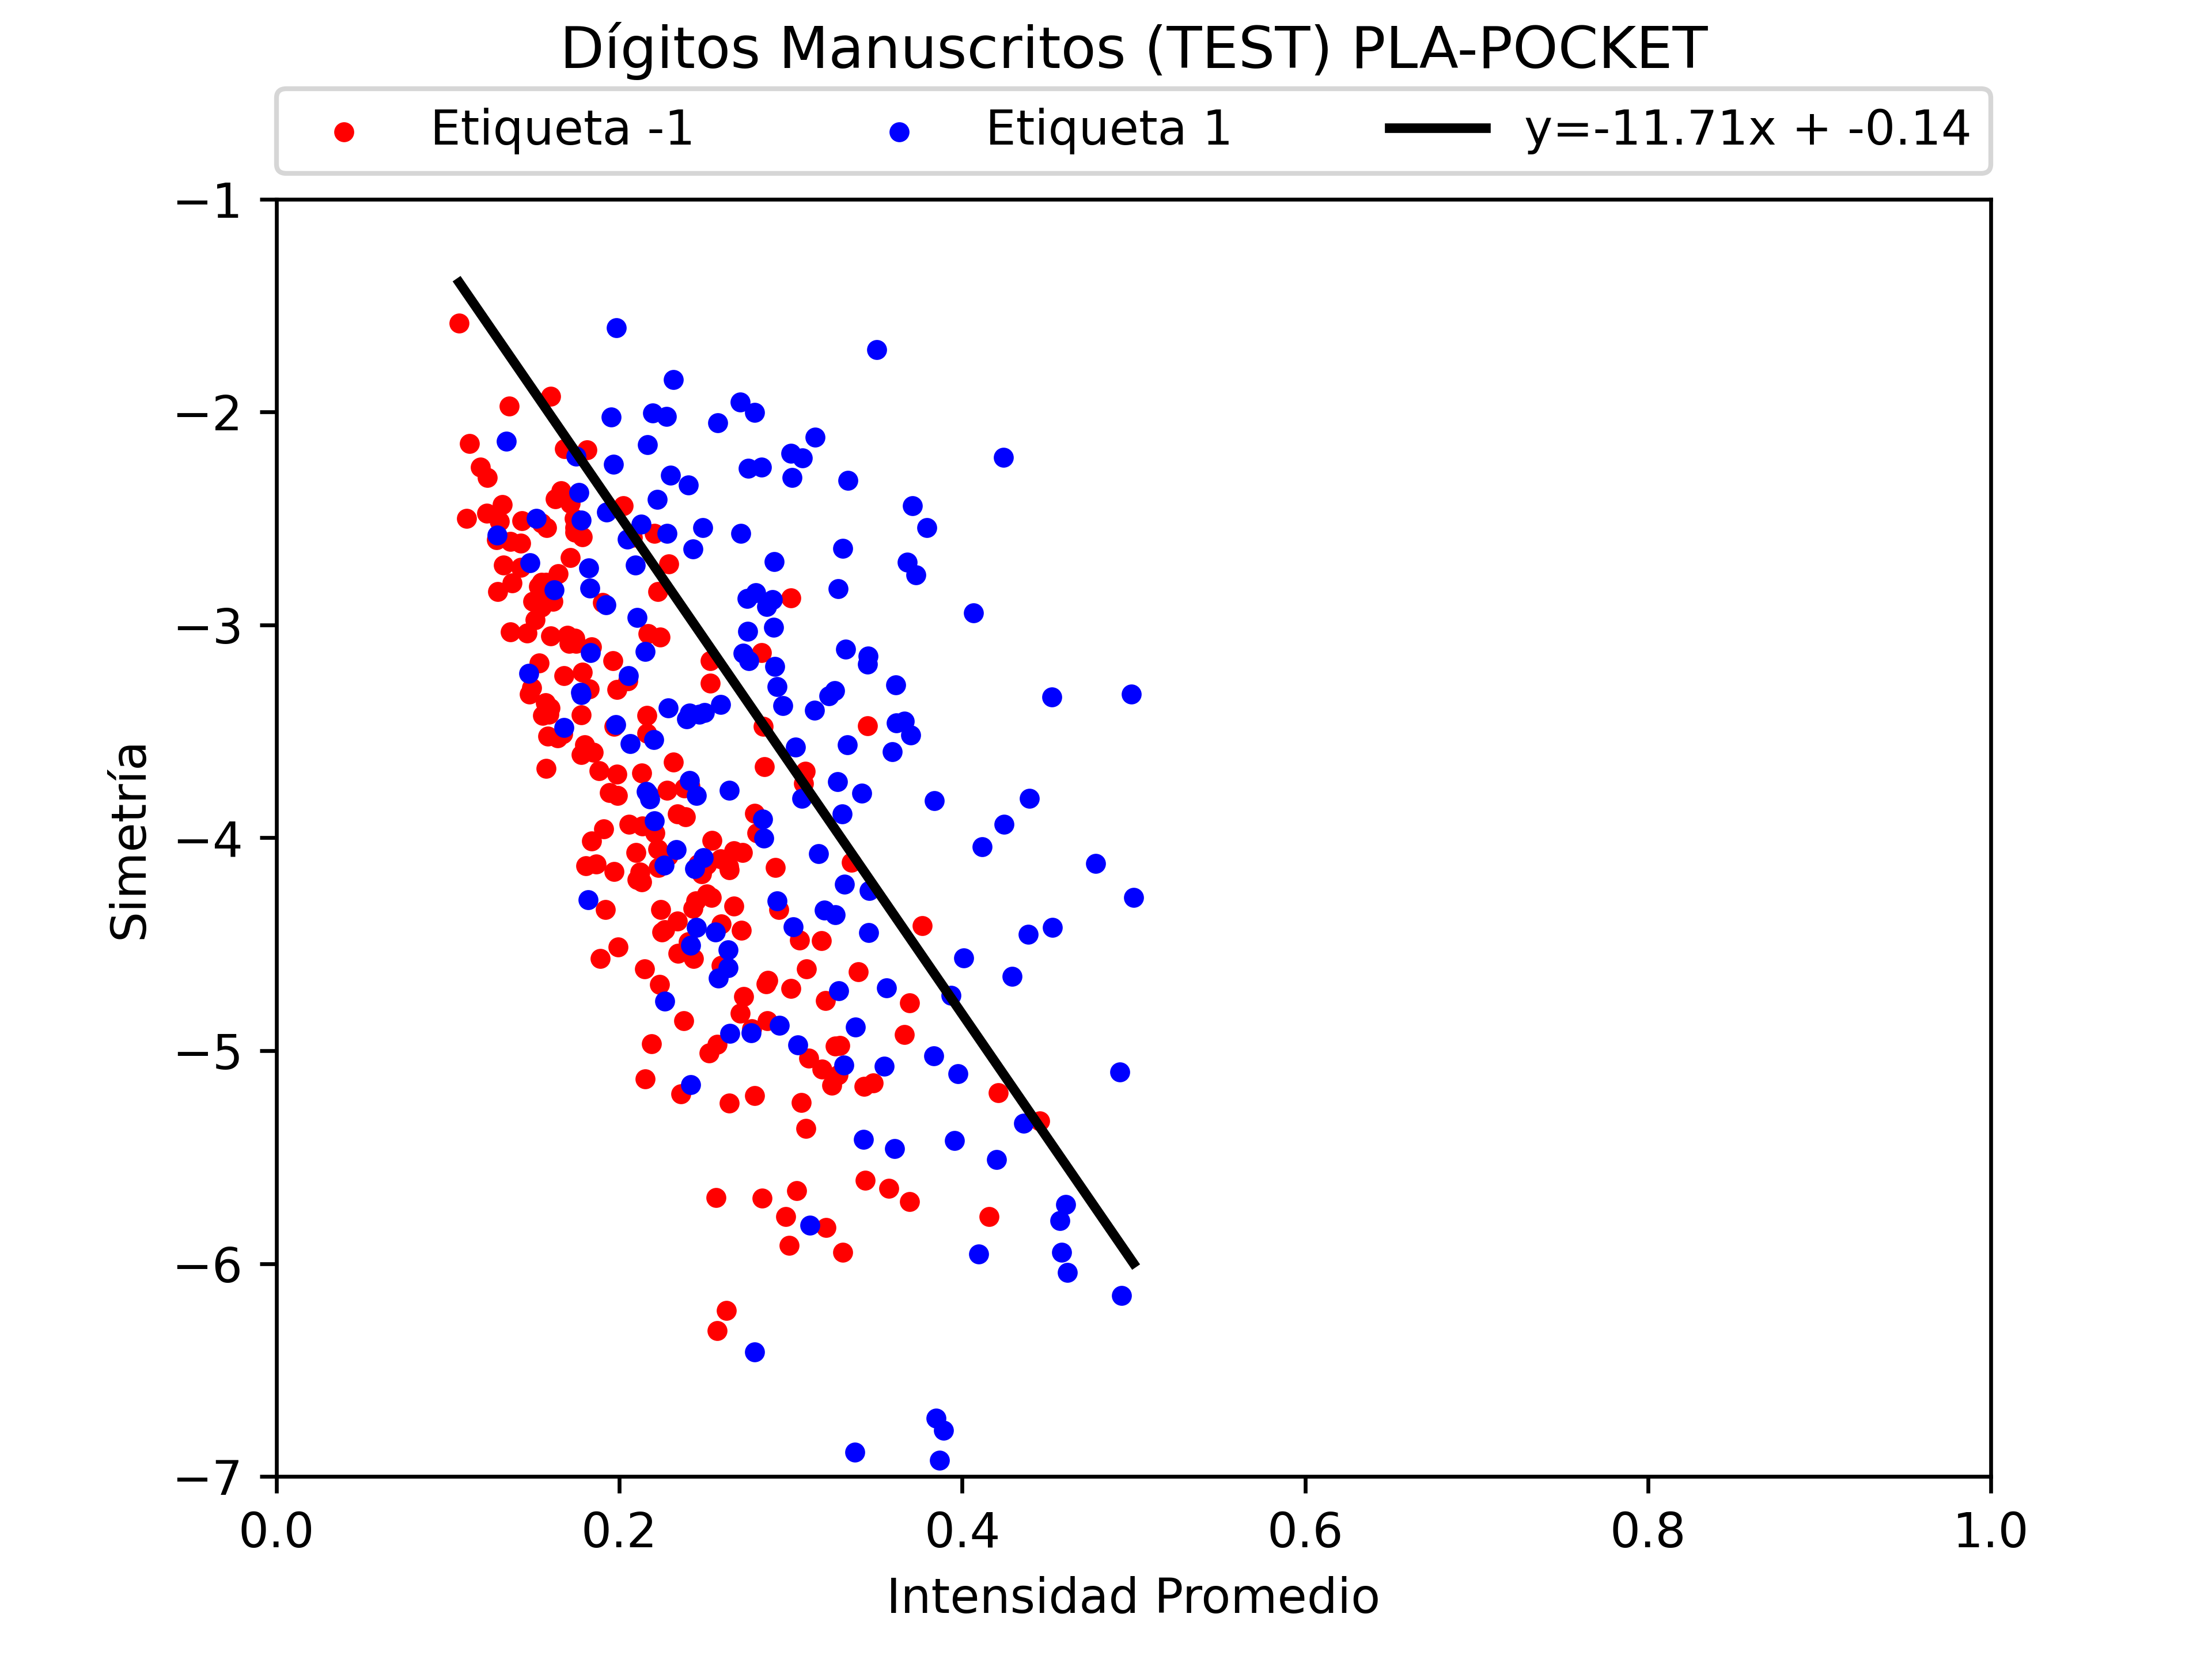 Dígitos Manuscritos (TEST) PLA-POCKET
Etiqueta -1 Etiqueta 1 y=-11.71x + -0.14
−1
−2
−3
−4
−5
−6
−7
Simetría
0.0 0.2 0.4 0.6 0.8 1.0
Intensidad Promedio